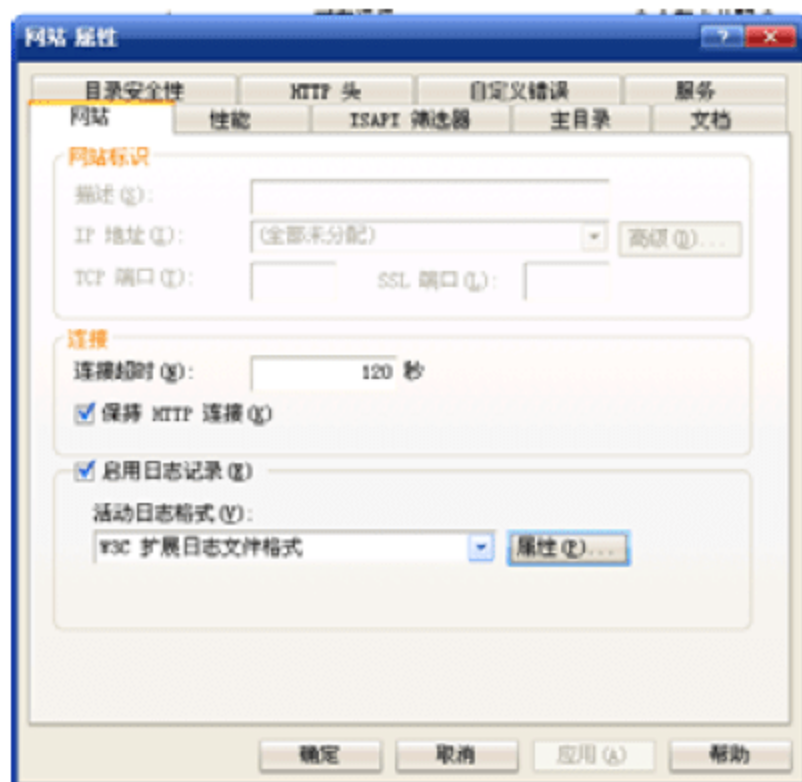 网站 属性
目录安全性 HTTP 头 自定义错误 服务
网站 性能 ISAPI 筛选器 主目录 文档
网站标识
描述(S):
IP 地址(I): (全部未分配) 高级(D)...
TCP 端口(T): SSL 端口(L):
连接
连接超时(N): 120 秒
保持 HTTP 连接(K)
启用日志记录(E)
活动日志格式(V):
W3C 扩展日志文件格式 属性(P)...
确定 取消 应用(A) 帮助